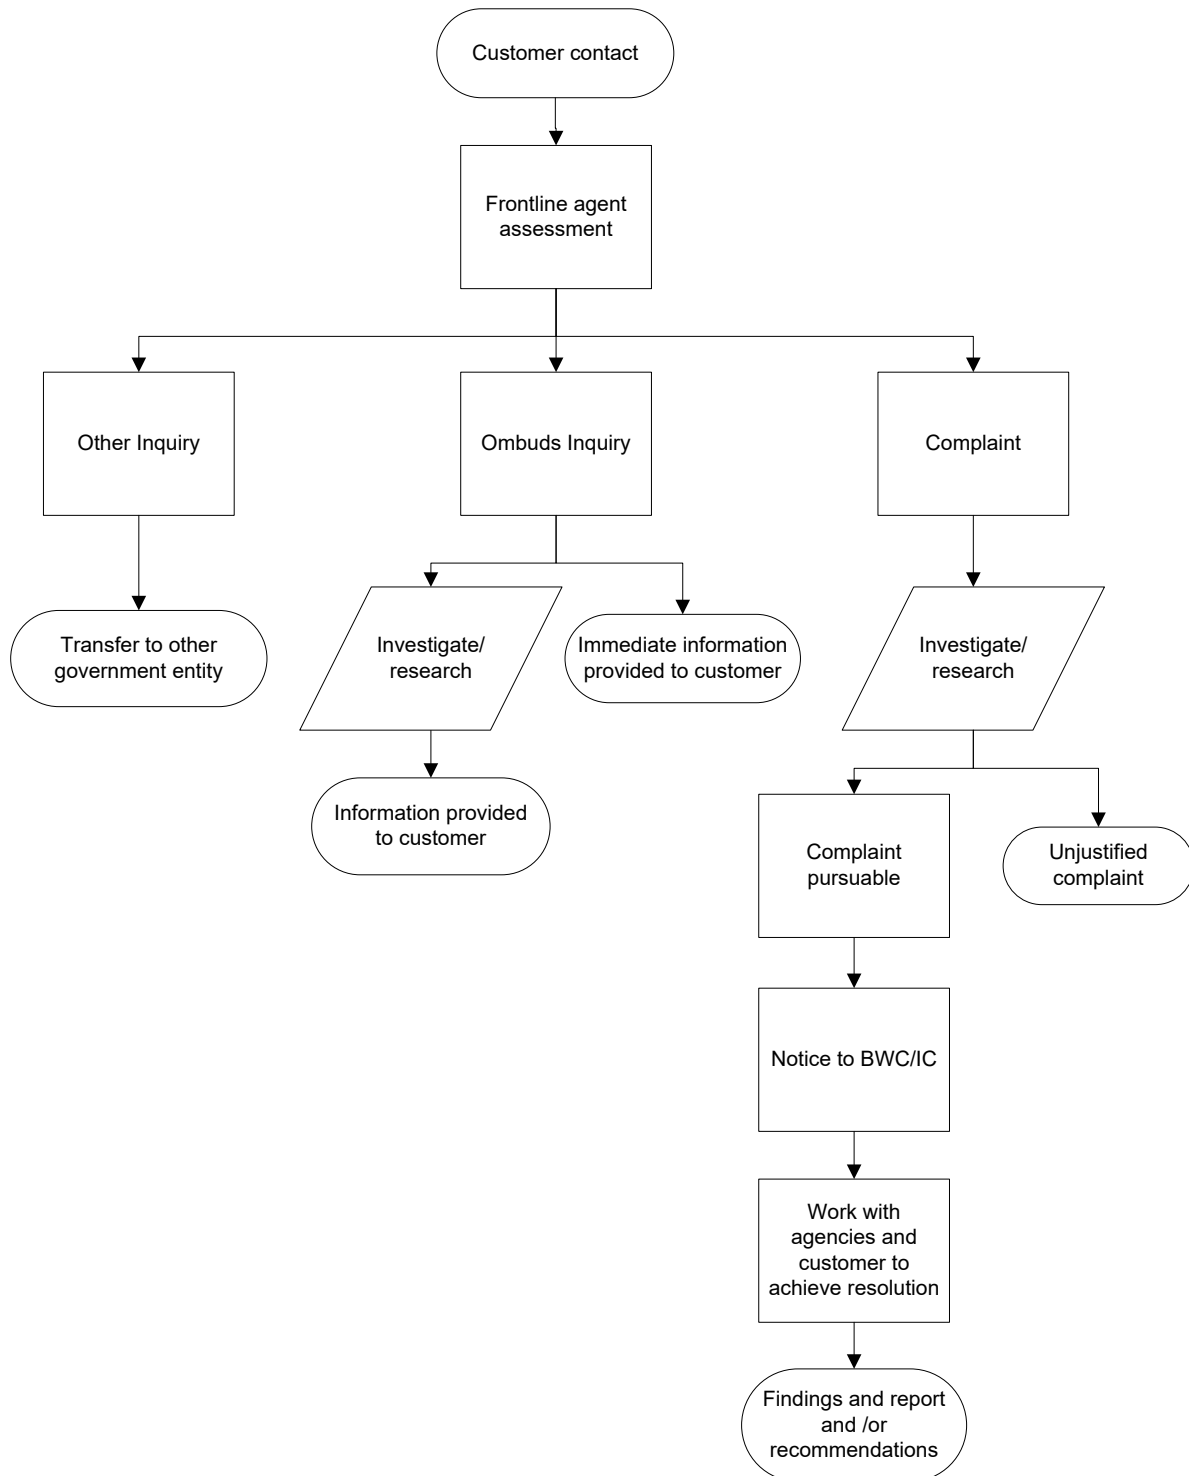 Customer contact
Frontline agent
assessment
Other Inquiry
Ombuds Inquiry
Complaint
Transfer to other
government entity
Investigate/
research
Immediate information
provided to customer
Investigate/
research
Information provided
to customer
Complaint
pursuable
Unjustified
complaint
Notice to BWC/IC
Work with
agencies and
customer to
achieve resolution
Findings and report
and /or
recommendations